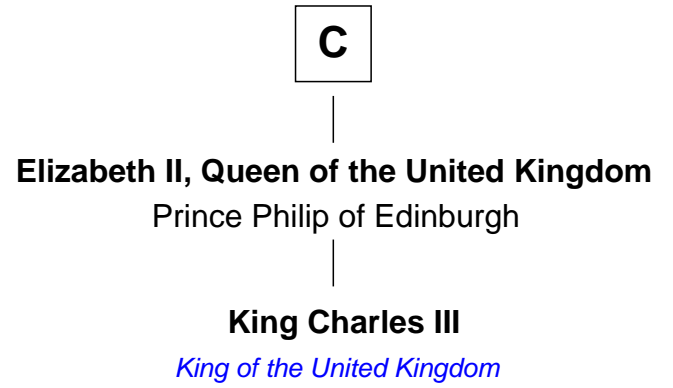 C
Elizabeth II, Queen of the United Kingdom
Prince Philip of Edinburgh
King Charles III
King of the United Kingdom